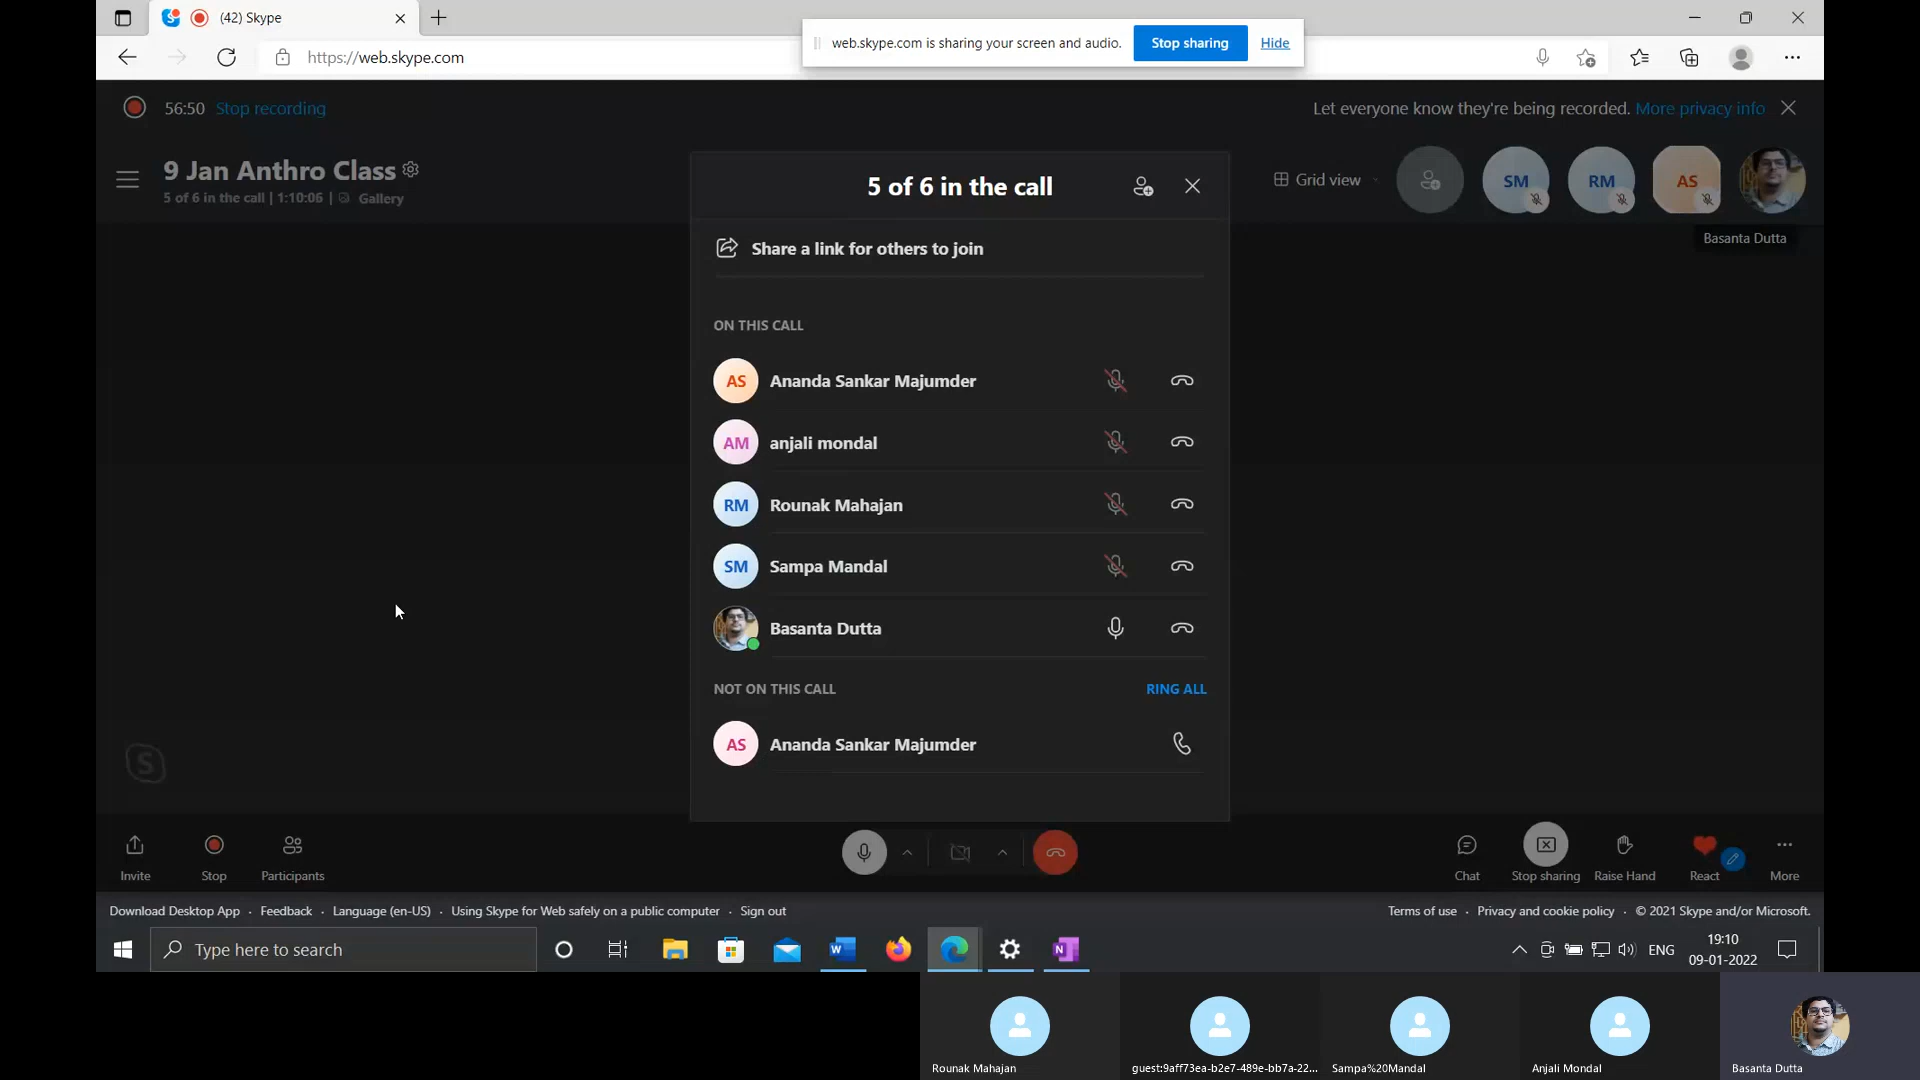 (42) Skype
web.skype.com is sharing your screen and audio. Stop sharing Hide
https://web.skype.com
56:50 Stop recording
Let everyone know they're being recorded. More privacy info
9 Jan Anthro Class
5 of 6 in the call | 1:10:06 | Gallery
Grid view
SM
RM
AS
Basanta Dutta
5 of 6 in the call
Share a link for others to join
ON THIS CALL
AS Ananda Sankar Majumder
AM anjali mondal
RM Rounak Mahajan
SM Sampa Mandal
Basanta Dutta
NOT ON THIS CALL RING ALL
AS Ananda Sankar Majumder
S
Invite Stop Participants
Chat Stop sharing Raise Hand React More
Download Desktop App · Feedback · Language (en-US) · Using Skype for Web safely on a public computer · Sign out
Terms of use · Privacy and cookie policy · © 2021 Skype and/or Microsoft.
Type here to search
W
N
ENG
19:10
09-01-2022
Rounak Mahajan
guest:9aff73ea-b2e7-489e-bb7a-22...
Sampa%20Mandal
Anjali Mondal
Basanta Dutta